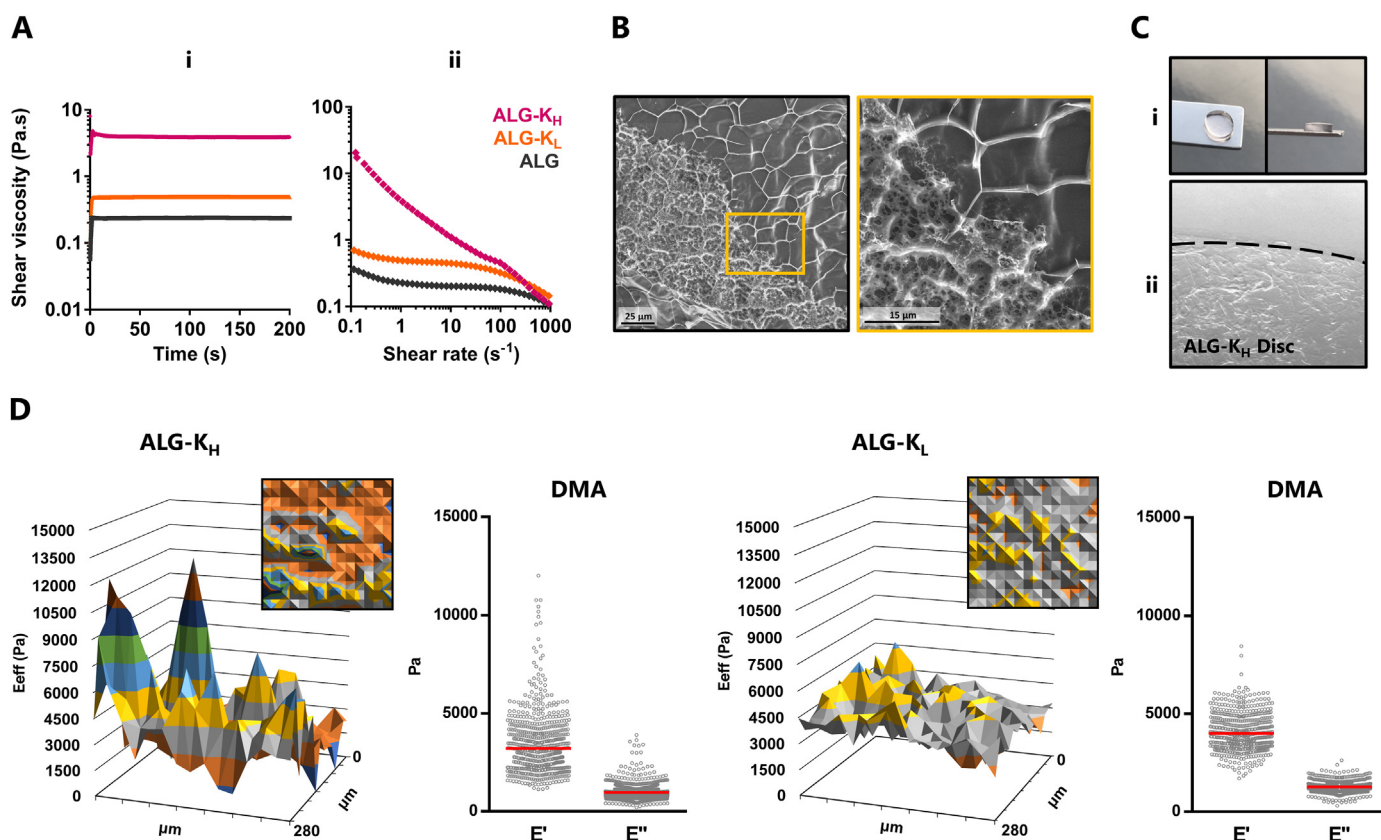 A
i
ii
Shear viscosity (Pa.s)
10
1
0.1
0.01
0
50
100
150
200
Time (s)
100
10
1
0.1
0.1
1
10
100
1000
Shear rate (s⁻¹)
ALG-K_H
ALG-K_L
ALG
B
25 µm
15 µm
C
i
ii
ALG-K_H Disc
D
ALG-K_H
Eeff (Pa)
15000
13500
12000
10500
9000
7500
6000
4500
3000
1500
0
µm
280
µm
0
DMA
Pa
15000
10000
5000
0
E'
E"
ALG-K_L
Eeff (Pa)
15000
13500
12000
10500
9000
7500
6000
4500
3000
1500
0
µm
280
µm
0
DMA
Pa
15000
10000
5000
0
E'
E"